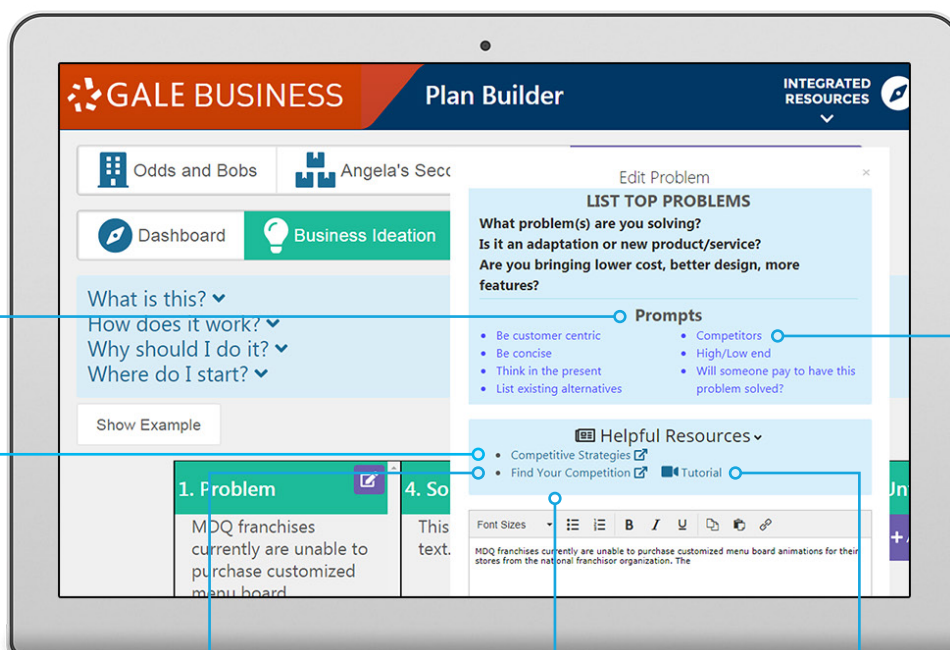 GALE BUSINESS
Plan Builder
INTEGRATED
RESOURCES
Odds and Bobs
Angela's Seco
Dashboard
Business Ideation
What is this?
How does it work?
Why should I do it?
Where do I start?
Show Example
1. Problem
MDQ franchises
currently are unable to
purchase customized
menu board
4. So
This
text.
Edit Problem
×
LIST TOP PROBLEMS
What problem(s) are you solving?
Is it an adaptation or new product/service?
Are you bringing lower cost, better design, more
features?
Prompts
• Be customer centric
• Be concise
• Think in the present
• List existing alternatives
• Competitors
• High/Low end
• Will someone pay to have this
problem solved?
Helpful Resources
• Competitive Strategies
• Find Your Competition Tutorial
Font Sizes B I U
MDQ franchises currently are unable to purchase customized menu board animations for their
stores from the national franchisor organization. The
Un
+ A